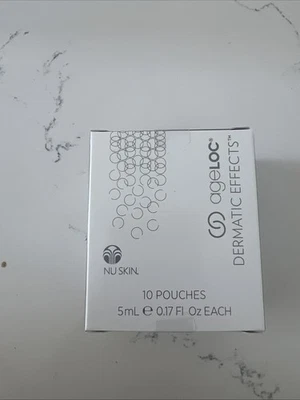 ageLOC®
DERMATIC EFFECTS™
NU SKIN.
10 POUCHES
5mL ℮ 0.17 Fl Oz EACH